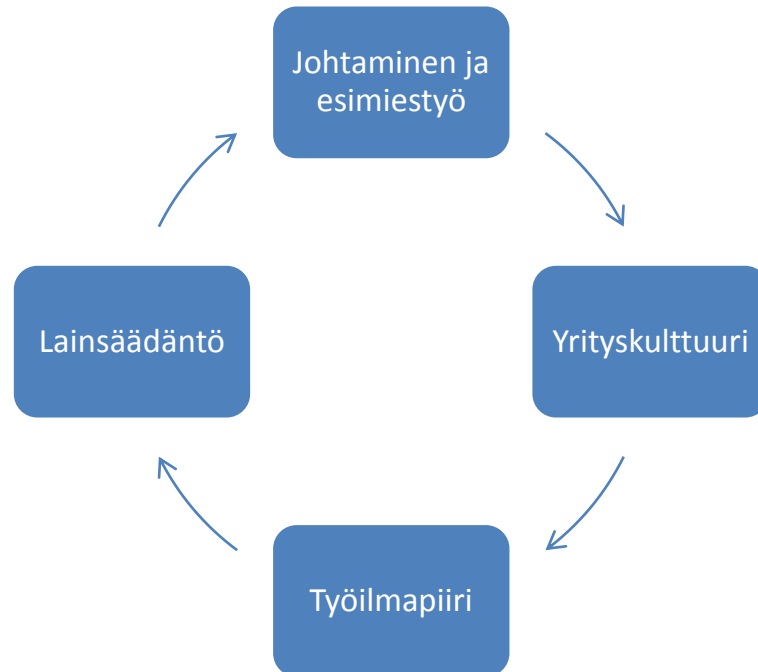 Johtaminen ja
esimiestyö
Lainsäädäntö
Yrityskulttuuri
Työilmapiiri